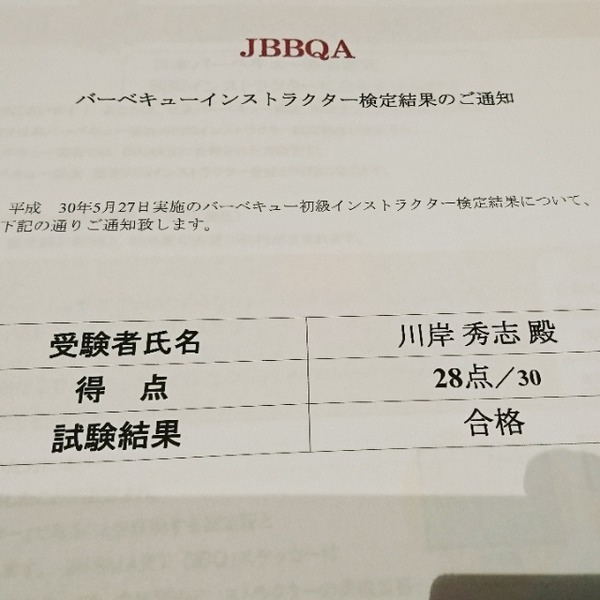 JBBQA
バーベキューインストラクター検定結果のご通知
平成　30年5月27日実施のバーベキュー初級インストラクター検定結果について、
下記の通りご通知致します。
受験者氏名 川岸 秀志 殿
得　点 28点／30
試験結果 合格